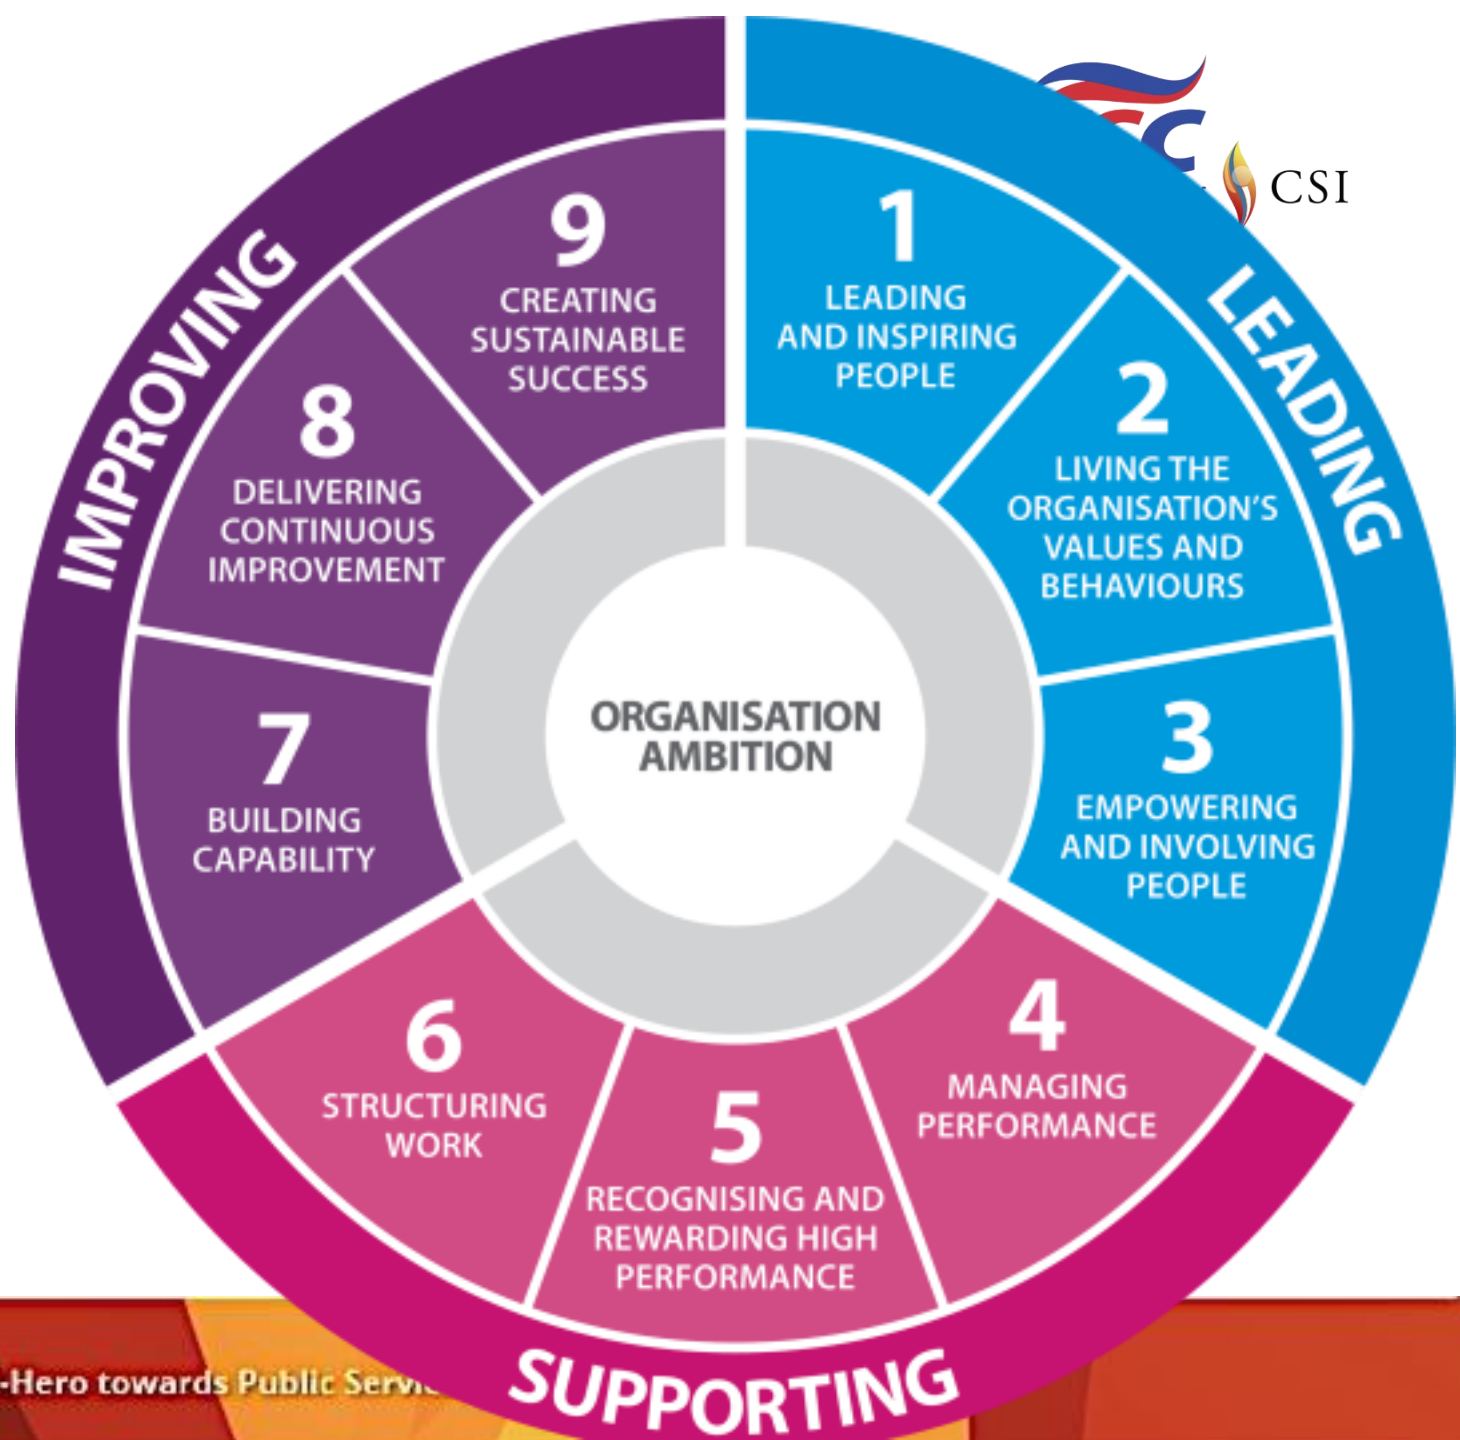 CSI
LEADING
1
LEADING
AND INSPIRING
PEOPLE
2
LIVING THE
ORGANISATION'S
VALUES AND
BEHAVIOURS
3
EMPOWERING
AND INVOLVING
PEOPLE
SUPPORTING
4
MANAGING
PERFORMANCE
5
RECOGNISING AND
REWARDING HIGH
PERFORMANCE
6
STRUCTURING
WORK
IMPROVING
7
BUILDING
CAPABILITY
8
DELIVERING
CONTINUOUS
IMPROVEMENT
9
CREATING
SUSTAINABLE
SUCCESS
ORGANISATION
AMBITION
-Hero towards Public